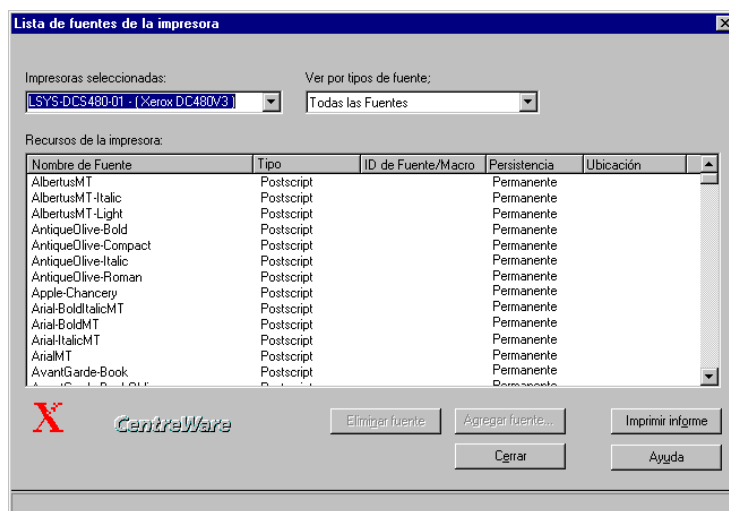 Lista de fuentes de la impresora
Impresoras seleccionadas: Ver por tipos de fuente;
LSYS-DCS480-01 - ( Xerox DC480V3 ) Todas las Fuentes
Recursos de la impresora:
Nombre de Fuente Tipo ID de Fuente/Macro Persistencia Ubicación
AlbertusMT Postscript Permanente
AlbertusMT-Italic Postscript Permanente
AlbertusMT-Light Postscript Permanente
AntiqueOlive-Bold Postscript Permanente
AntiqueOlive-Compact Postscript Permanente
AntiqueOlive-Italic Postscript Permanente
AntiqueOlive-Roman Postscript Permanente
Apple-Chancery Postscript Permanente
Arial-BoldItalicMT Postscript Permanente
Arial-BoldMT Postscript Permanente
Arial-ItalicMT Postscript Permanente
ArialMT Postscript Permanente
AvantGarde-Book Postscript Permanente
X CentreWare Eliminar fuente Agregar fuente... Imprimir informe
Cerrar Ayuda